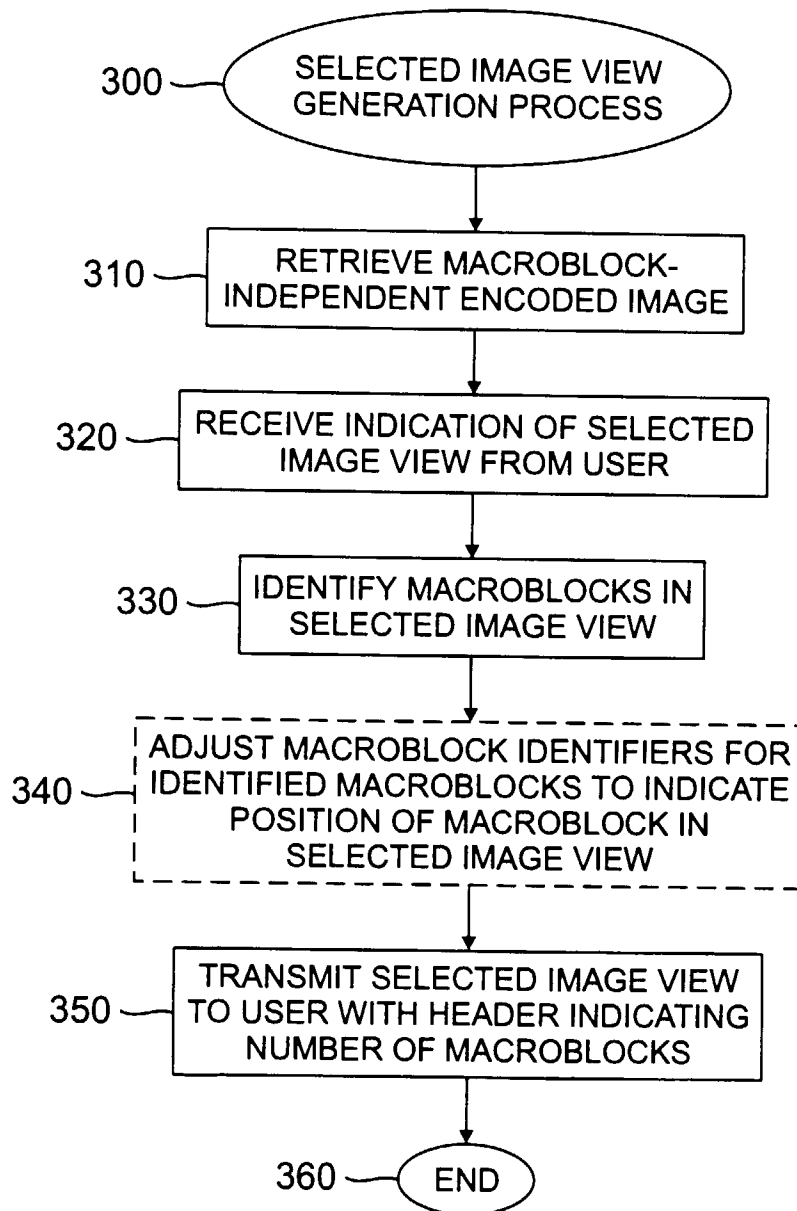 300
SELECTED IMAGE VIEW
GENERATION PROCESS
310
RETRIEVE MACROBLOCK-
INDEPENDENT ENCODED IMAGE
320
RECEIVE INDICATION OF SELECTED
IMAGE VIEW FROM USER
330
IDENTIFY MACROBLOCKS IN
SELECTED IMAGE VIEW
340
ADJUST MACROBLOCK IDENTIFIERS FOR
IDENTIFIED MACROBLOCKS TO INDICATE
POSITION OF MACROBLOCK IN
SELECTED IMAGE VIEW
350
TRANSMIT SELECTED IMAGE VIEW
TO USER WITH HEADER INDICATING
NUMBER OF MACROBLOCKS
360
END